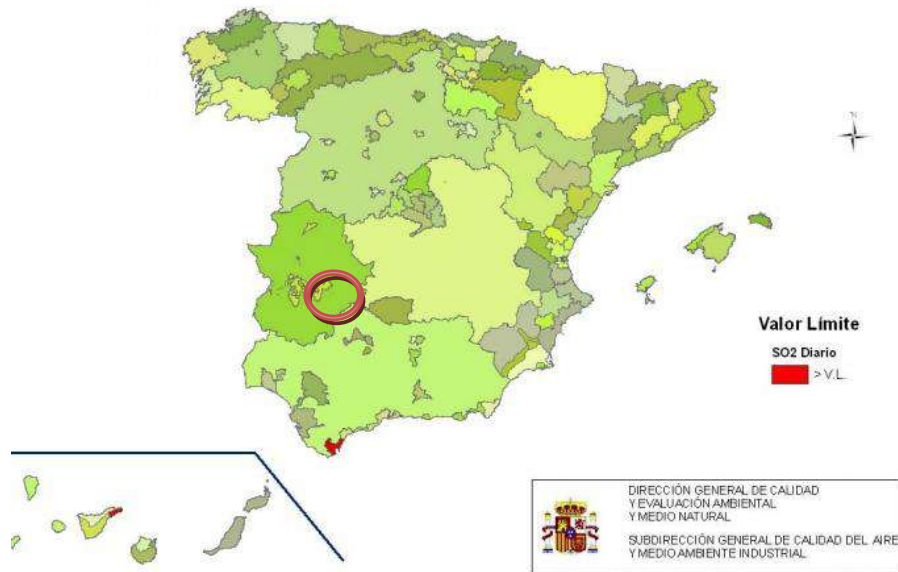 N
Valor Límite
SO2 Diario
> V.L.
DIRECCIÓN GENERAL DE CALIDAD
Y EVALUACIÓN AMBIENTAL
Y MEDIO NATURAL
SUBDIRECCIÓN GENERAL DE CALIDAD DEL AIRE
Y MEDIO AMBIENTE INDUSTRIAL